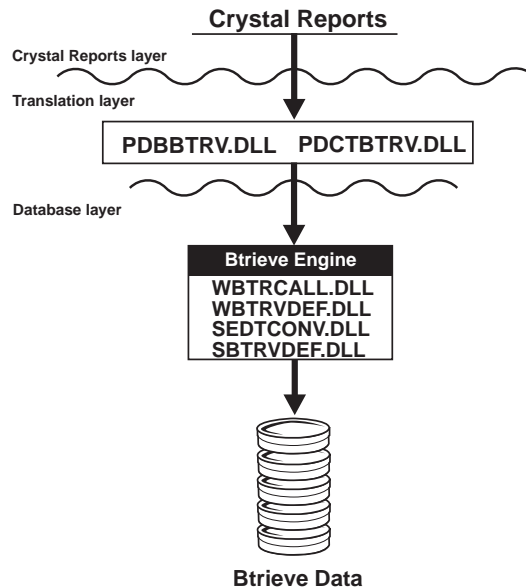 Crystal Reports
Crystal Reports layer
Translation layer
PDBBTRV.DLL PDCTBTRV.DLL
Database layer
Btrieve Engine
WBTRCALL.DLL
WBTRVDEF.DLL
SEDTCONV.DLL
SBTRVDEF.DLL
Btrieve Data